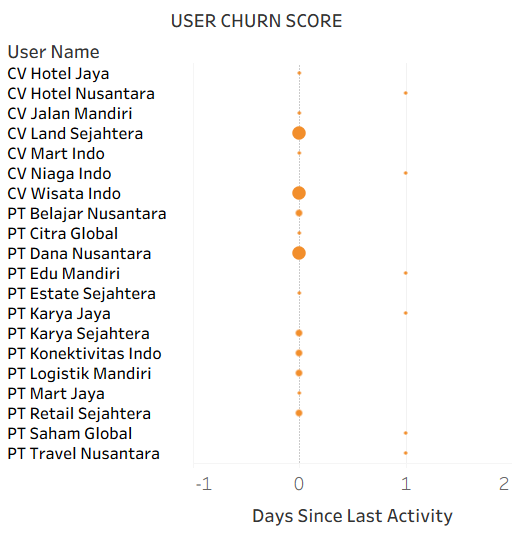 USER CHURN SCORE
User Name
CV Hotel Jaya
CV Hotel Nusantara
CV Jalan Mandiri
CV Land Sejahtera
CV Mart Indo
CV Niaga Indo
CV Wisata Indo
PT Belajar Nusantara
PT Citra Global
PT Dana Nusantara
PT Edu Mandiri
PT Estate Sejahtera
PT Karya Jaya
PT Karya Sejahtera
PT Konektivitas Indo
PT Logistik Mandiri
PT Mart Jaya
PT Retail Sejahtera
PT Saham Global
PT Travel Nusantara
-1 0 1 2
Days Since Last Activity